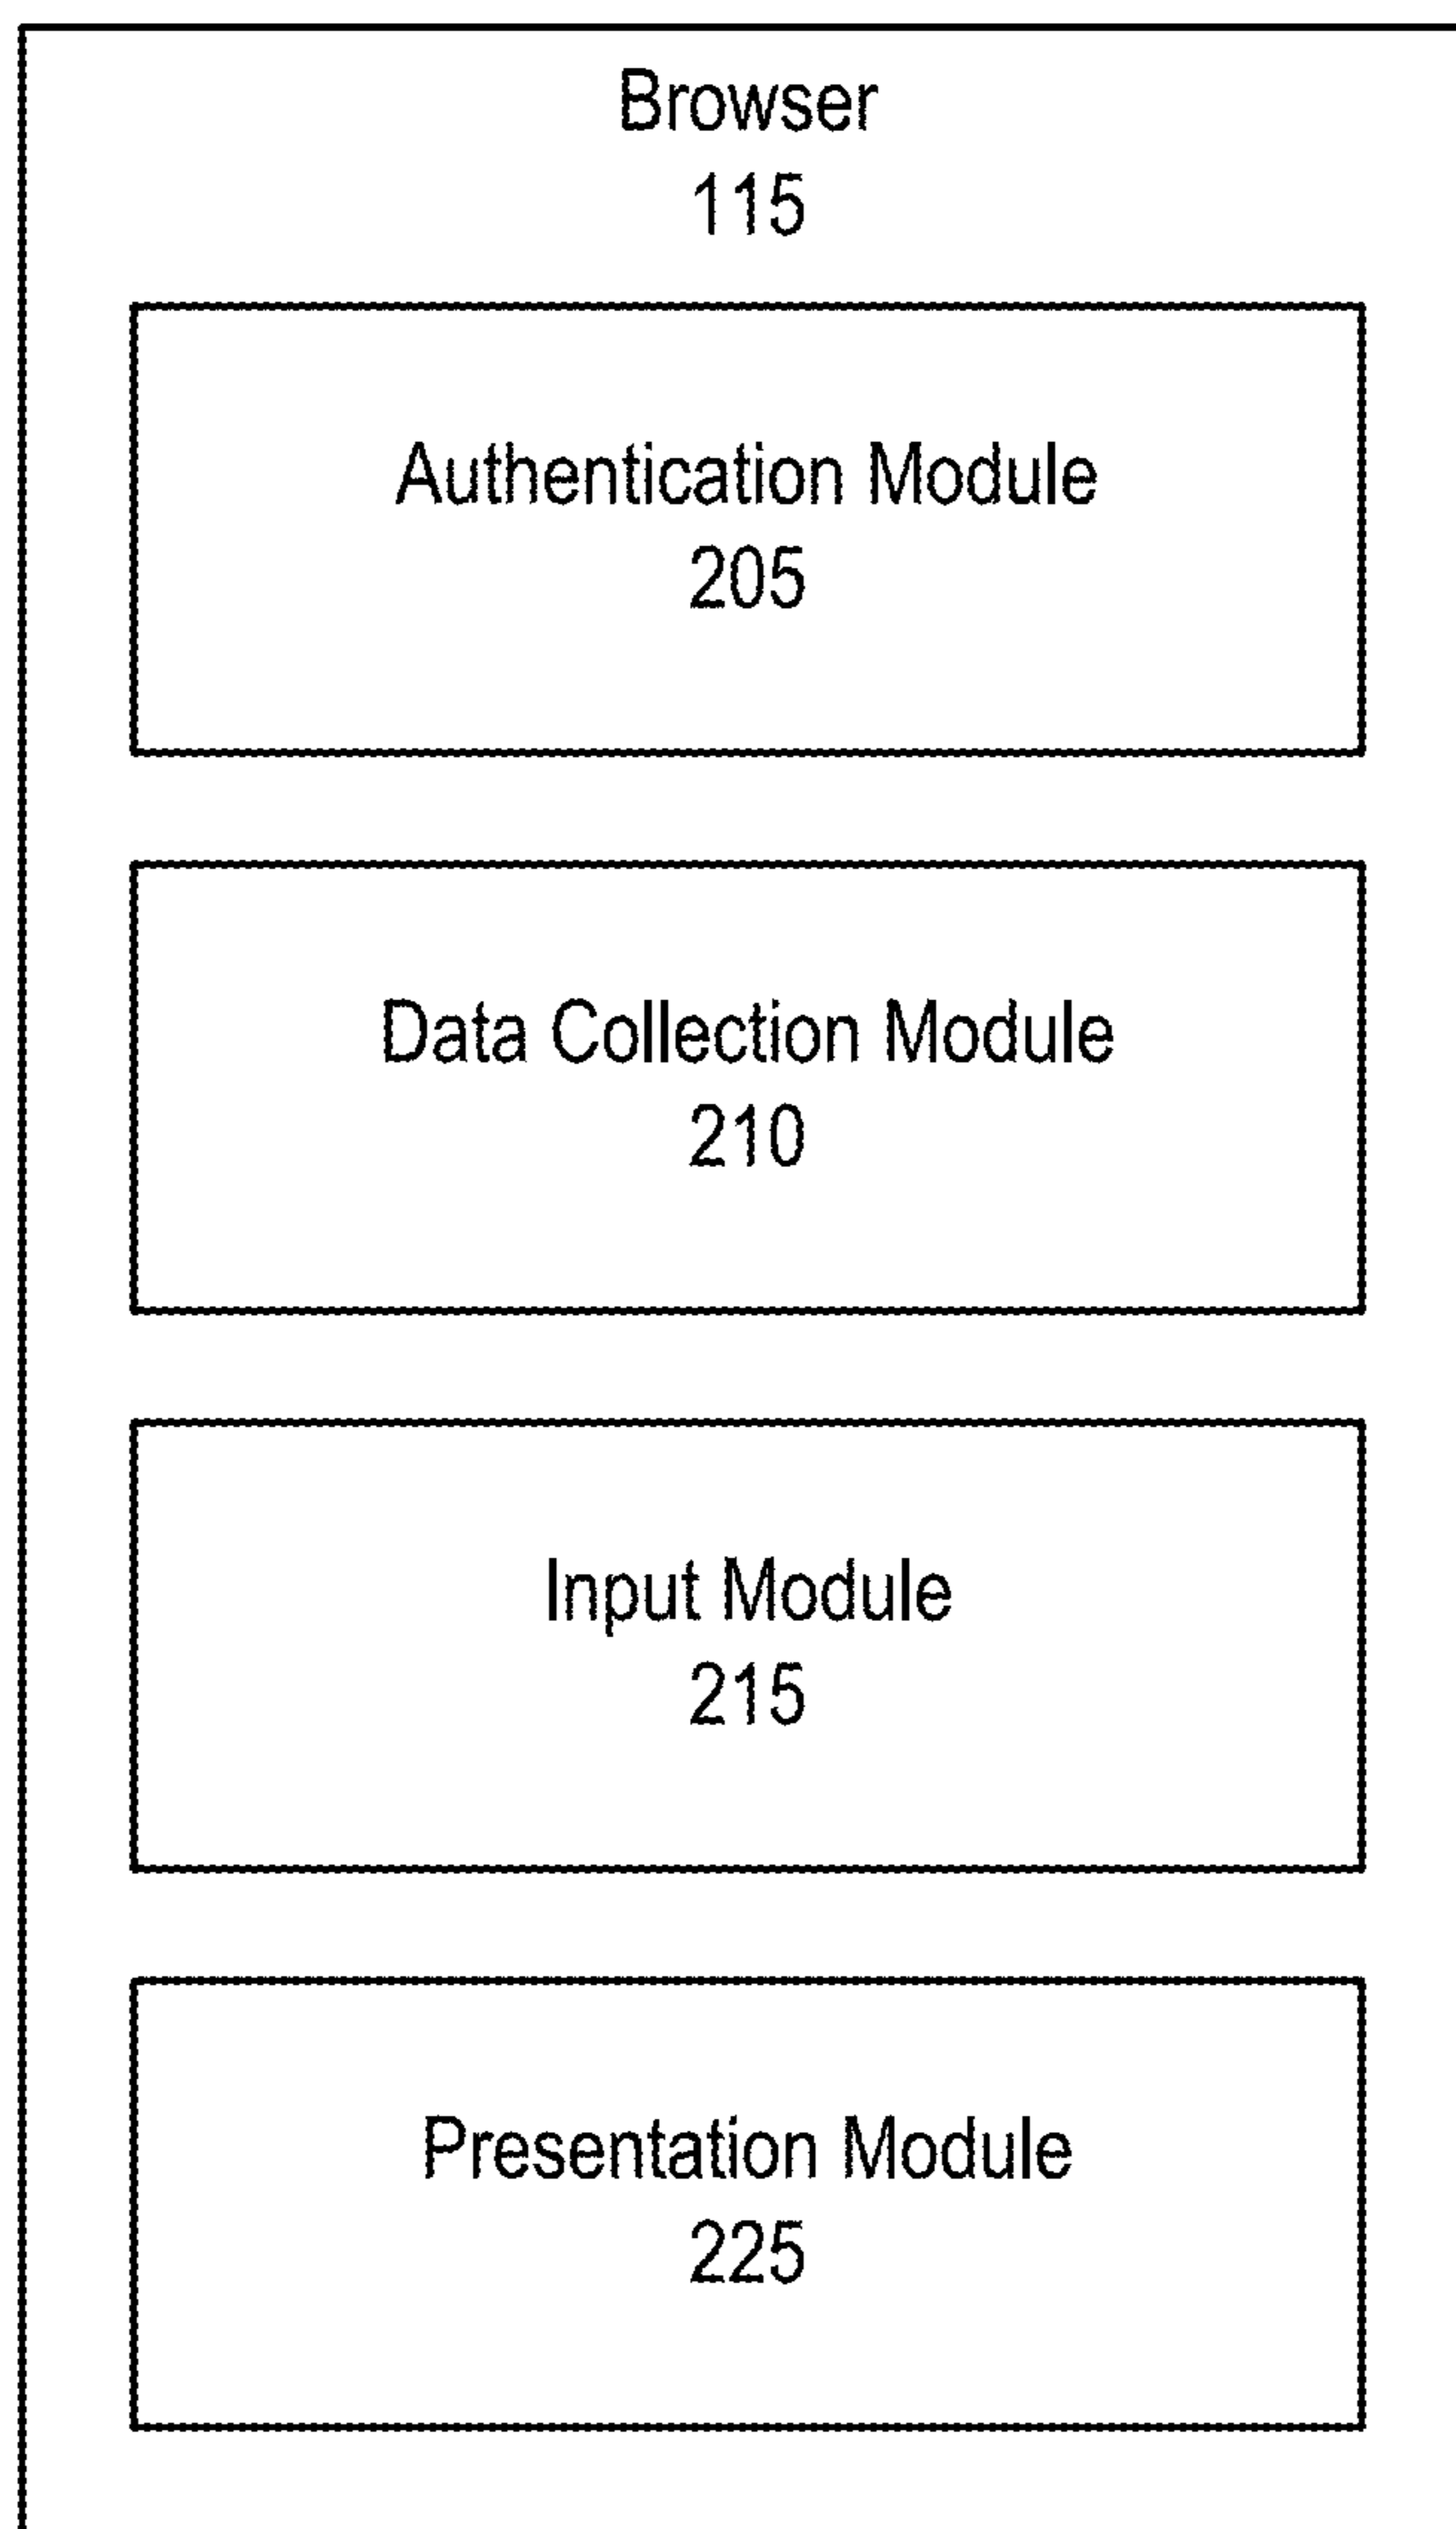 Browser
115
Authentication Module
205
Data Collection Module
210
Input Module
215
Presentation Module
225